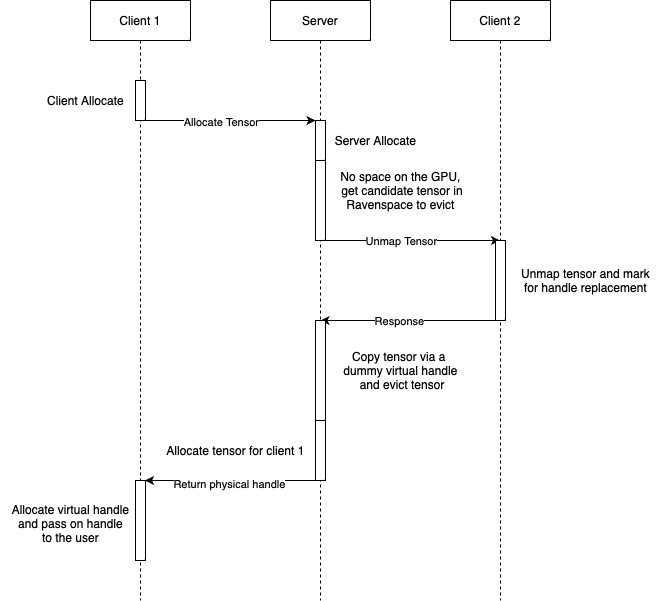 Client 1
Server
Client 2
Client Allocate
Allocate Tensor
Server Allocate
No space on the GPU,
get candidate tensor in
Ravenspace to evict
Unmap Tensor
Unmap tensor and mark
for handle replacement
Response
Copy tensor via a
dummy virtual handle
and evict tensor
Allocate tensor for client 1
Return physical handle
Allocate virtual handle
and pass on handle
to the user